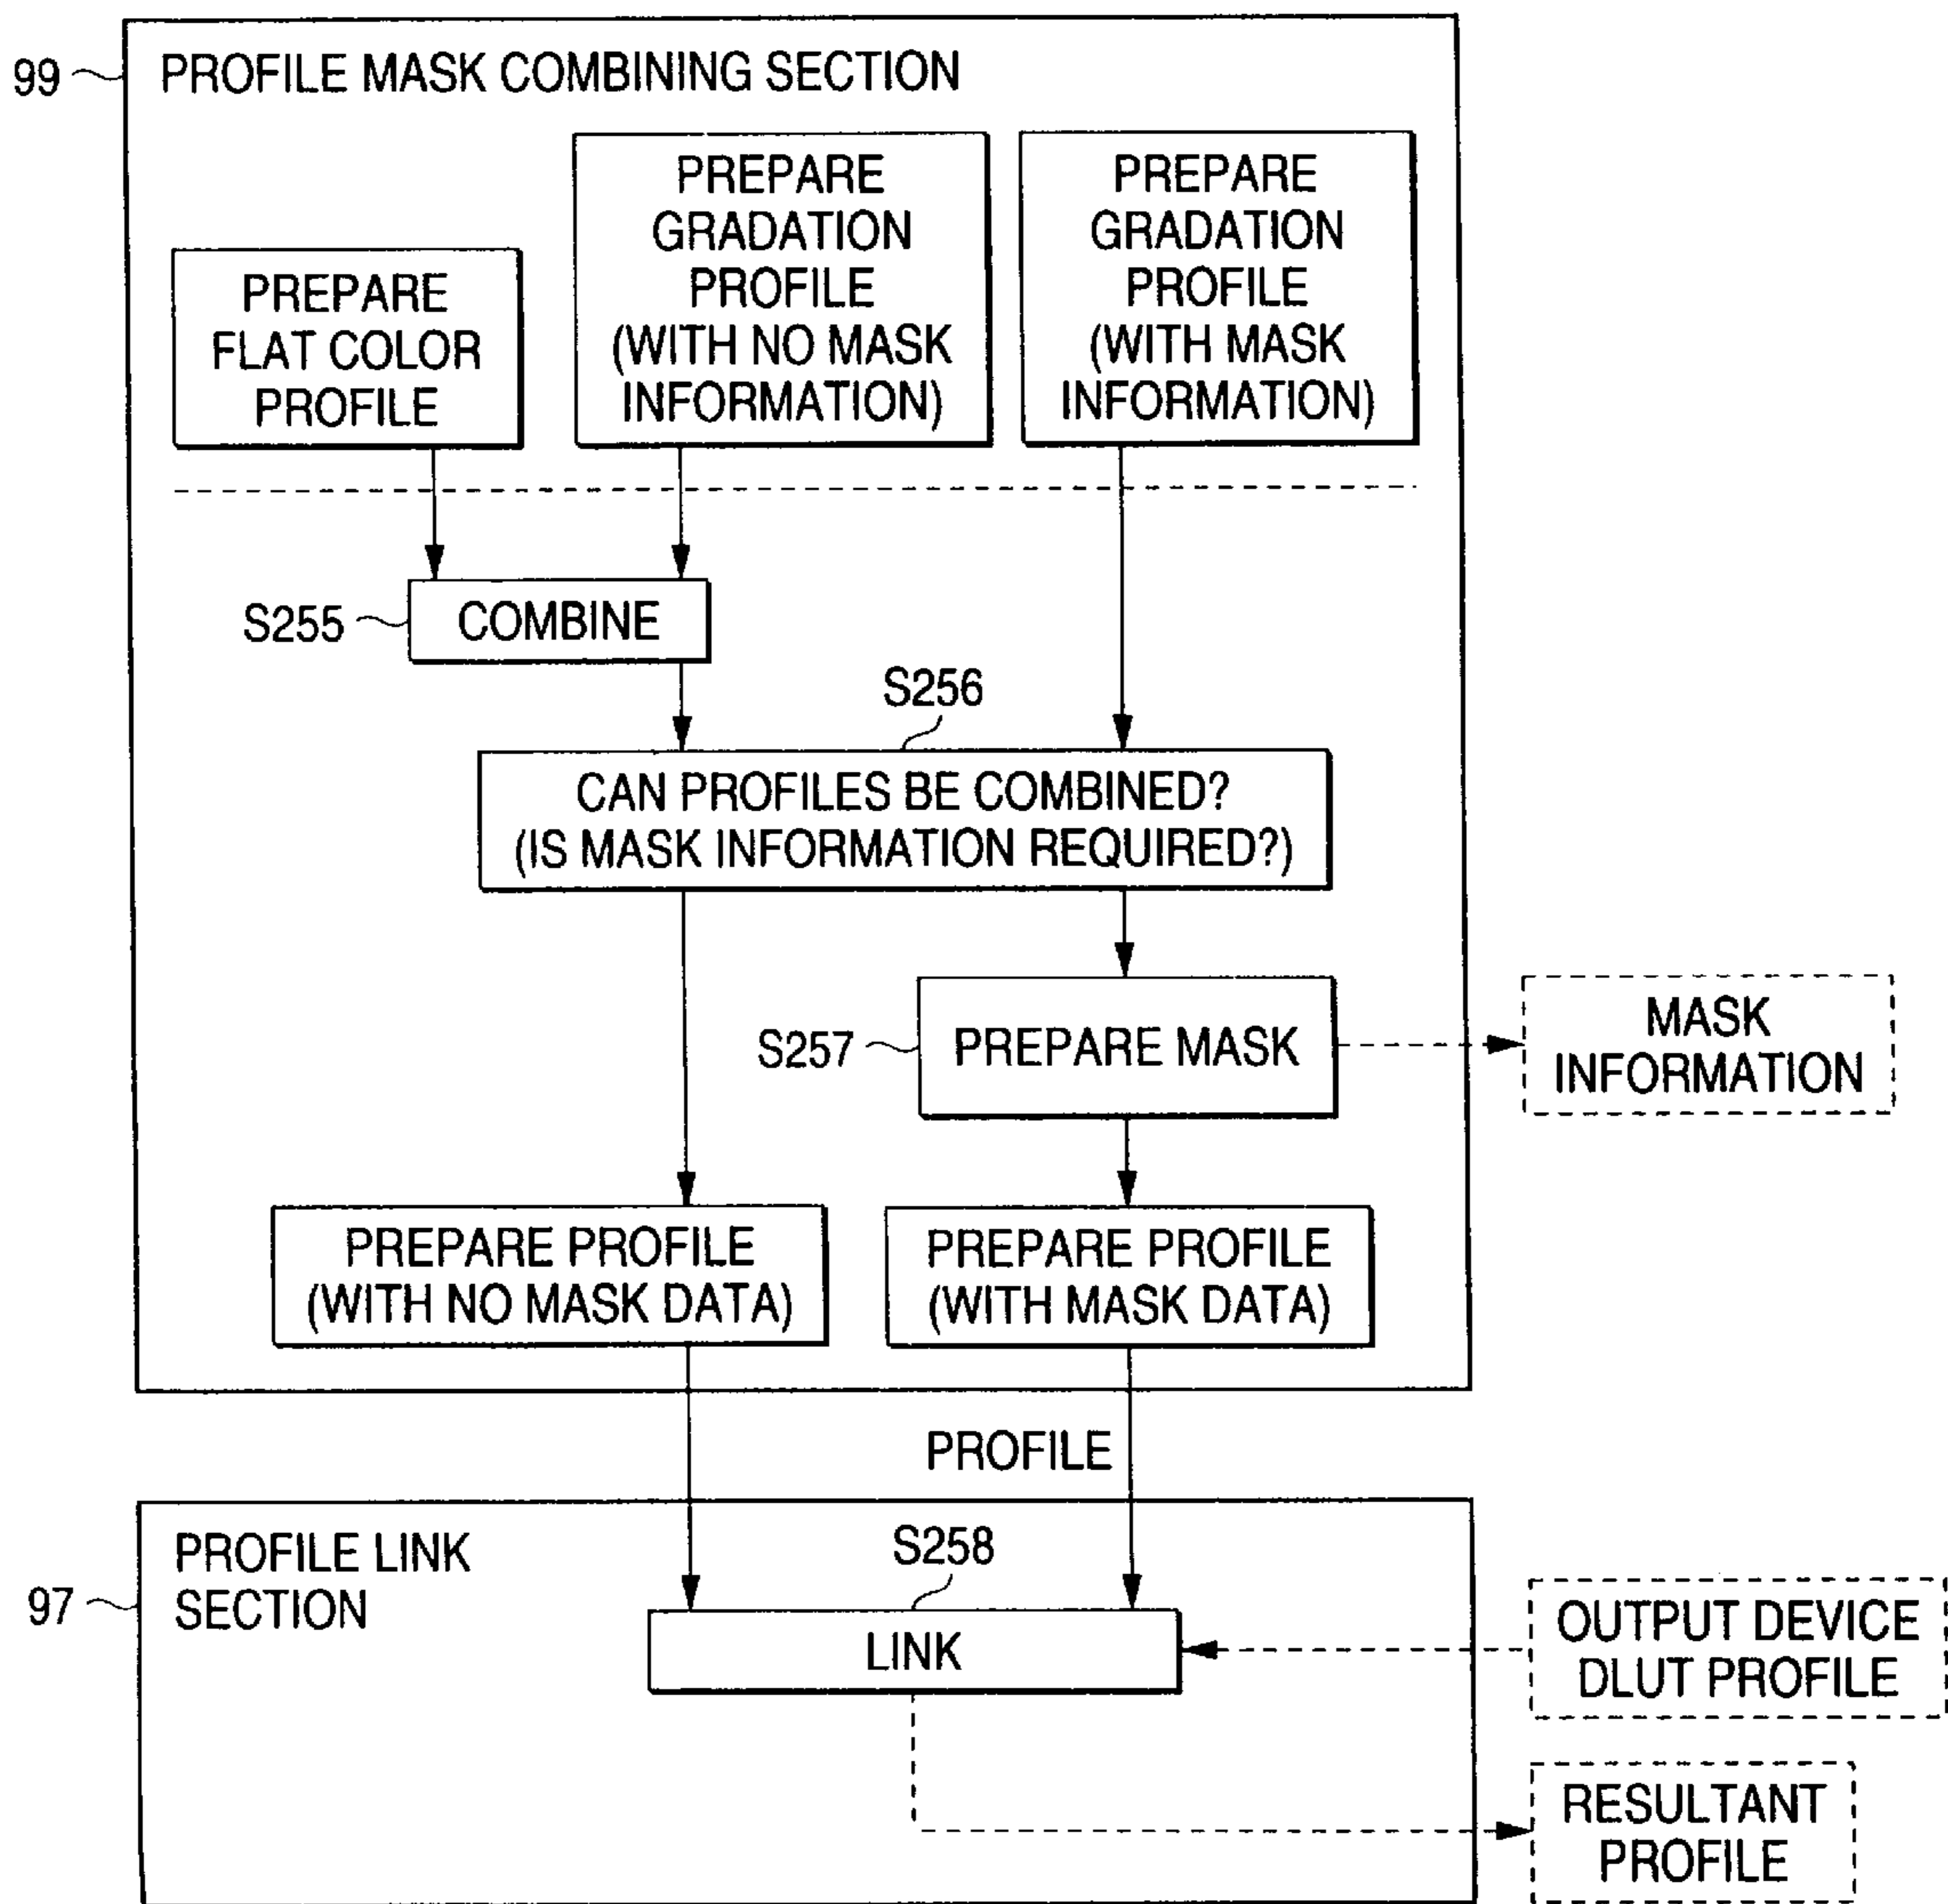 99
PROFILE MASK COMBINING SECTION
PREPARE
FLAT COLOR
PROFILE
PREPARE
GRADATION
PROFILE
(WITH NO MASK
INFORMATION)
PREPARE
GRADATION
PROFILE
(WITH MASK
INFORMATION)
S255
COMBINE
S256
CAN PROFILES BE COMBINED?
(IS MASK INFORMATION REQUIRED?)
S257
PREPARE MASK
MASK
INFORMATION
PREPARE PROFILE
(WITH NO MASK DATA)
PREPARE PROFILE
(WITH MASK DATA)
PROFILE
97
PROFILE LINK
SECTION
S258
LINK
OUTPUT DEVICE
DLUT PROFILE
RESULTANT
PROFILE